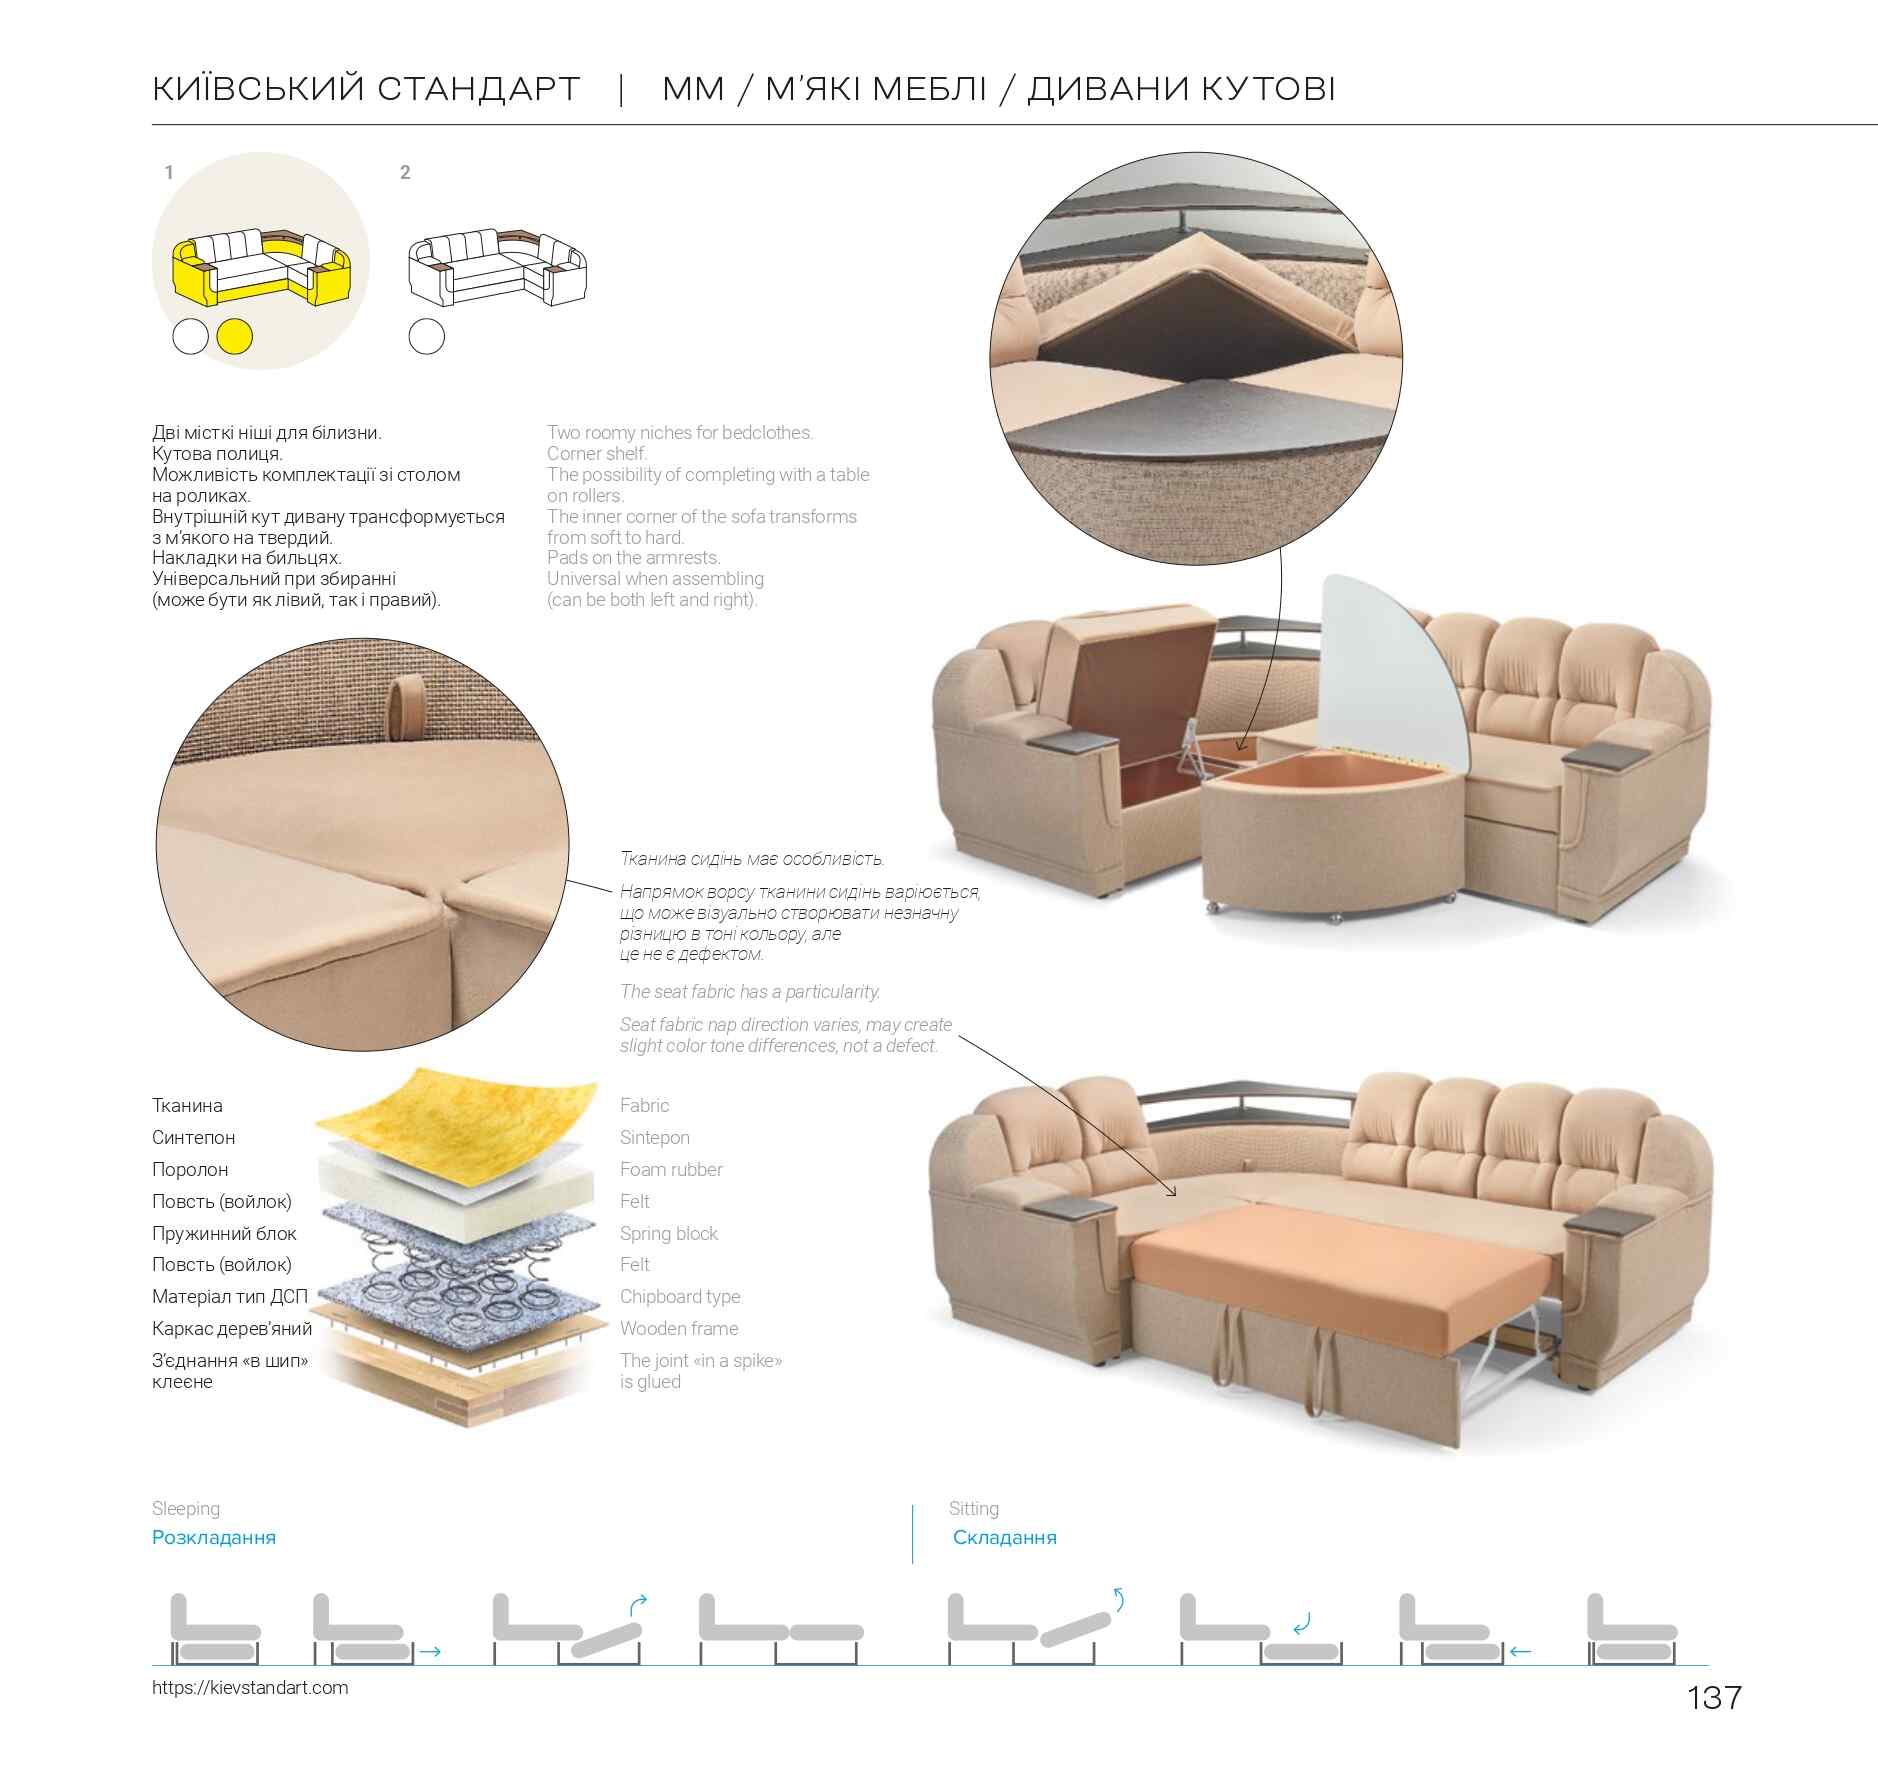 КИЇВСЬКИЙ СТАНДАРТ | ММ / М'ЯКІ МЕБЛІ / ДИВАНИ КУТОВІ
1
2
Дві місткі ніші для білизни.
Кутова полиця.
Можливість комплектації зі столом
на роликах.
Внутрішній кут дивану трансформується
з м'якого на твердий.
Накладки на бильцях.
Універсальний при збиранні
(може бути як лівий, так і правий).
Two roomy niches for bedclothes.
Corner shelf.
The possibility of completing with a table
on rollers.
The inner corner of the sofa transforms
from soft to hard.
Pads on the armrests.
Universal when assembling
(can be both left and right).
Тканина сидінь має особливість.
Напрямок ворсу тканини сидінь варіюється,
що може візуально створювати незначну
різницю в тоні кольору, але
це не є дефектом.
The seat fabric has a particularity.
Seat fabric nap direction varies, may create
slight color tone differences, not a defect.
Тканина
Синтепон
Поролон
Повсть (войлок)
Пружинний блок
Повсть (войлок)
Матеріал тип ДСП
Каркас дерев'яний
З'єднання «в шип»
клеєне
Fabric
Sintepon
Foam rubber
Felt
Spring block
Felt
Chipboard type
Wooden frame
The joint «in a spike»
is glued
Sleeping
Розкладання
Sitting
Складання
https://kievstandart.com
137